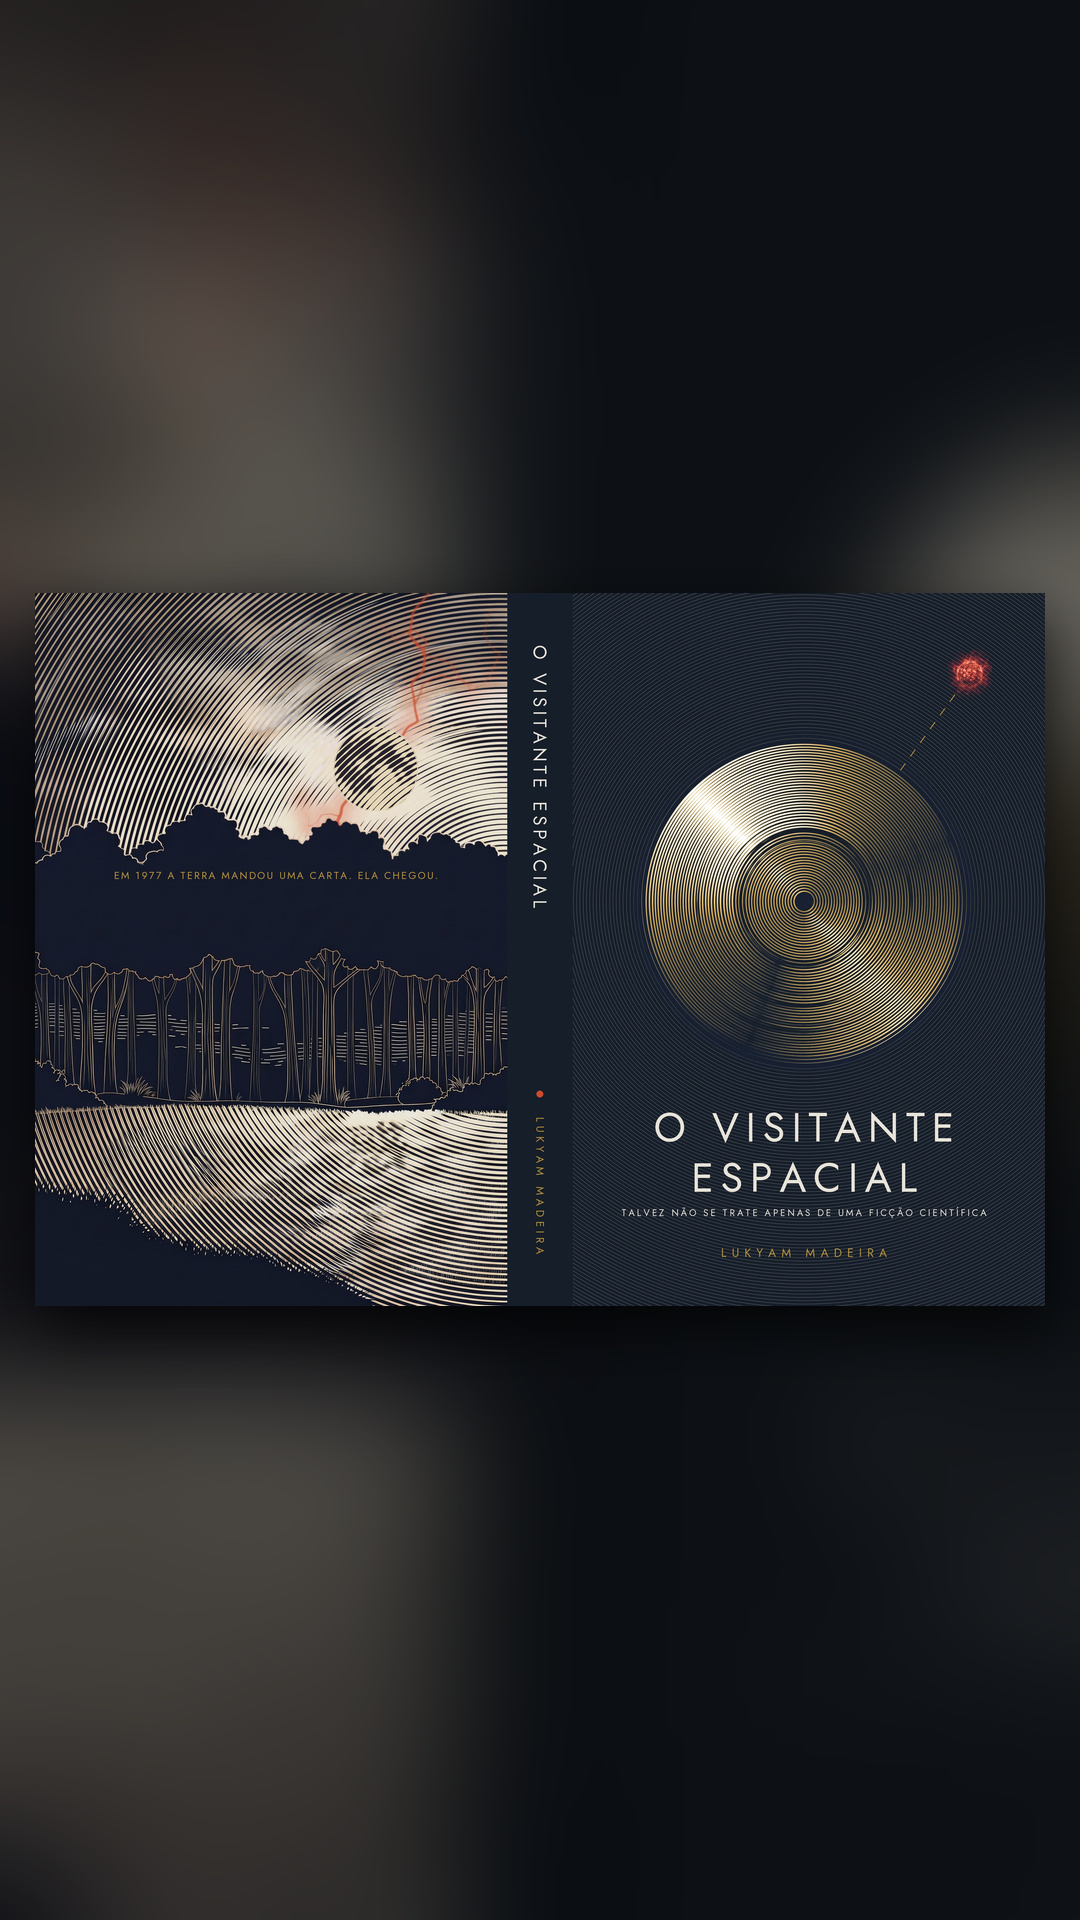 EM 1977 A TERRA MANDOU UMA CARTA. ELA CHEGOU.
O VISITANTE ESPACIAL
LUKYAM MADEIRA
O VISITANTE
ESPACIAL
TALVEZ NÃO SE TRATE APENAS DE UMA FICÇÃO CIENTÍFICA
LUKYAM MADEIRA